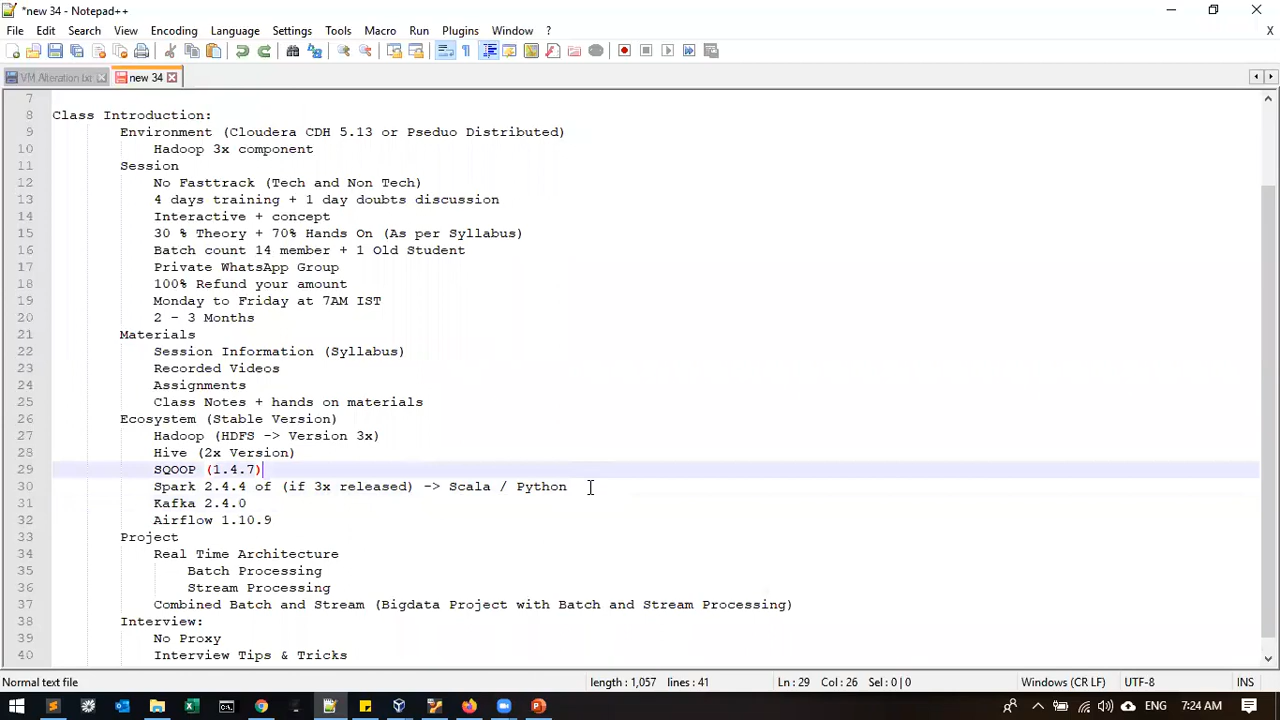 *new 34 - Notepad++
File Edit Search View Encoding Language Settings Tools Macro Run Plugins Window ? X
VM Alteration.txt new 34
7
8 Class Introduction:
9 Environment (Cloudera CDH 5.13 or Pseduo Distributed)
10 Hadoop 3x component
11 Session
12 No Fasttrack (Tech and Non Tech)
13 4 days training + 1 day doubts discussion
14 Interactive + concept
15 30 % Theory + 70% Hands On (As per Syllabus)
16 Batch count 14 member + 1 Old Student
17 Private WhatsApp Group
18 100% Refund your amount
19 Monday to Friday at 7AM IST
20 2 - 3 Months
21 Materials
22 Session Information (Syllabus)
23 Recorded Videos
24 Assignments
25 Class Notes + hands on materials
26 Ecosystem (Stable Version)
27 Hadoop (HDFS -> Version 3x)
28 Hive (2x Version)
29 SQOOP (1.4.7)
30 Spark 2.4.4 of (if 3x released) -> Scala / Python
31 Kafka 2.4.0
32 Airflow 1.10.9
33 Project
34 Real Time Architecture
35 Batch Processing
36 Stream Processing
37 Combined Batch and Stream (Bigdata Project with Batch and Stream Processing)
38 Interview:
39 No Proxy
40 Interview Tips & Tricks
Normal text file length : 1,057 lines : 41 Ln : 29 Col : 26 Sel : 0 | 0 Windows (CR LF) UTF-8 INS
ENG 7:24 AM